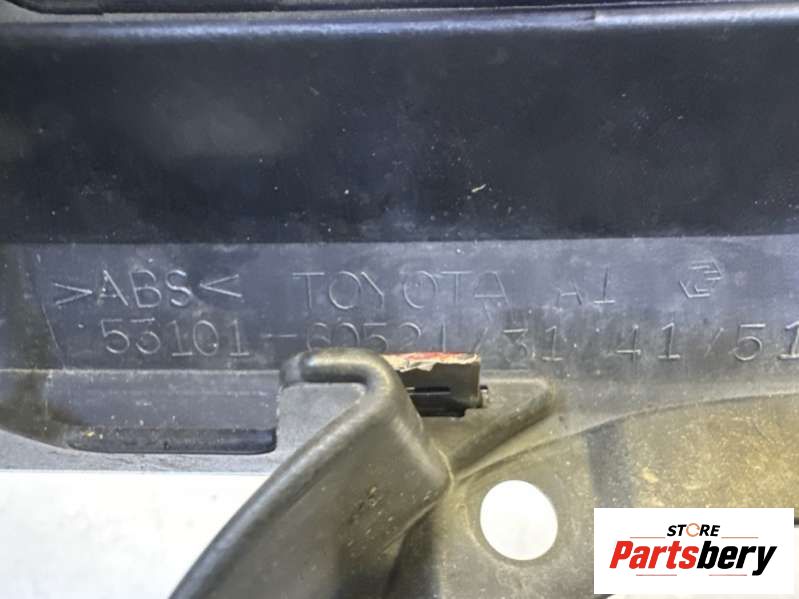 >ABS< TOYOTA A1
53101-60521/31/41/51
STORE
Partsbery